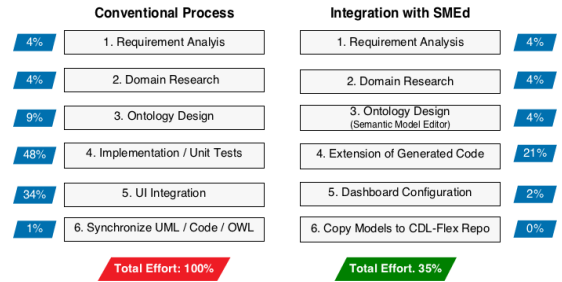 Conventional Process
Integration with SMEd
4%
1. Requirement Analyis
1. Requirement Analysis
4%
4%
2. Domain Research
2. Domain Research
4%
9%
3. Ontology Design
3. Ontology Design
(Semantic Model Editor)
4%
48%
4. Implementation / Unit Tests
4. Extension of Generated Code
21%
34%
5. UI Integration
5. Dashboard Configuration
2%
1%
6. Synchronize UML / Code / OWL
6. Copy Models to CDL-Flex Repo
0%
Total Effort: 100%
Total Effort. 35%